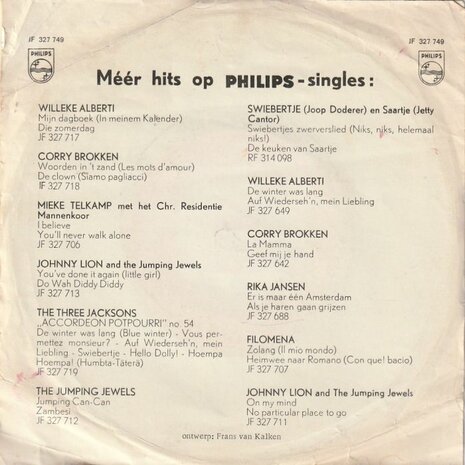 JF 327 749
JF 327 749
PHILIPS
PHILIPS
Méér hits op PHILIPS-singles:
WILLEKE ALBERTI
Mijn dagboek (In meinem Kalender)
Die zomerdag
JF 327 717
CORRY BROKKEN
Woorden in 't zand (Les mots d'amour)
De clown (Siamo pagliacci)
JF 327 718
MIEKE TELKAMP met het Chr. Residentie
Mannenkoor
I believe
You'll never walk alone
JF 327 706
JOHNNY LION and the Jumping Jewels
You've done it again (little girl)
Do Wah Diddy Diddy
JF 327 713
THE THREE JACKSONS
„ACCORDEON POTPOURRI" no. 54
De winter was lang (Blue winter) - Vous per-
mettez monsieur? - Auf Wiederseh'n, mein
Liebling - Swiebertje - Hello Dolly! - Hoempa
Hoempa! (Humbta-Täterä)
JF 327 719
THE JUMPING JEWELS
Jumping Can-Can
Zambesi
JF 327 712
SWIEBERTJE (Joop Doderer) en Saartje (Jetty
Cantor)
Swiebertjes zwerverslied (Niks, niks, helemaal
niks!)
De keuken van Saartje
RF 314 098
WILLEKE ALBERTI
De winter was lang
Auf Wiederseh'n, mein Liebling
JF 327 649
CORRY BROKKEN
La Mamma
Geef mij je hand
JF 327 642
RIKA JANSEN
Er is maar één Amsterdam
Als je haren gaan grijzen
JF 327 688
FILOMENA
Zolang (Il mio mondo)
Heimwee naar Romano (Con que! bacio)
JF 327 707
JOHNNY LION and The Jumping Jewels
On my mind
No particular place to go
JF 327 711
ontwerp: Frans van Kalken